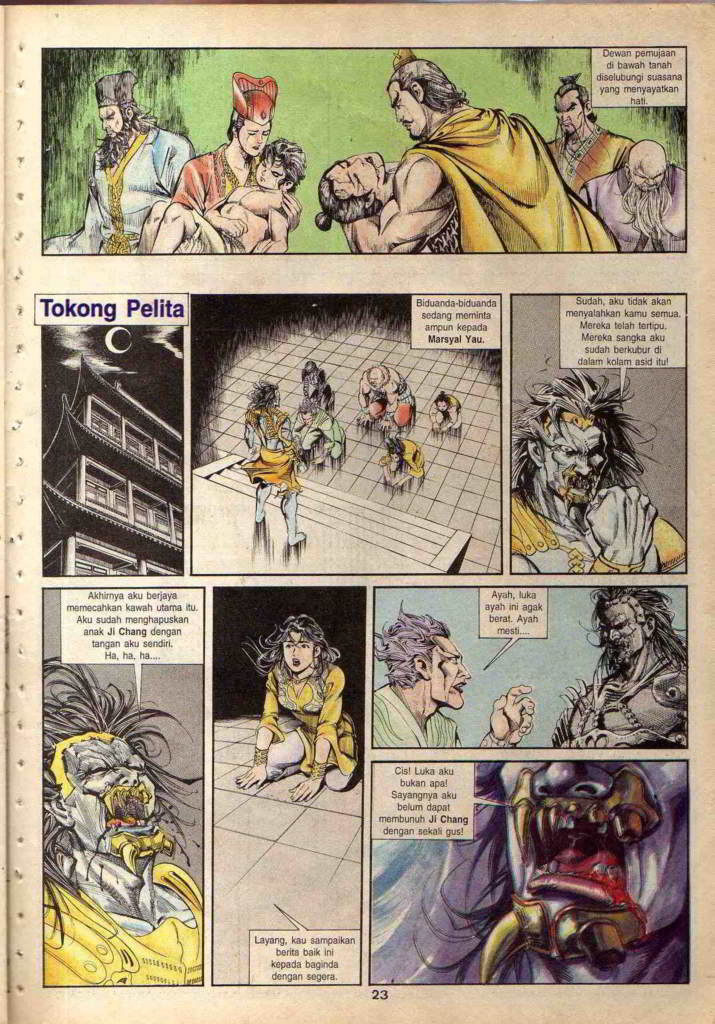 Dewan pemujaan
di bawah tanah
diselubungi suasana
yang menyayatkan
hati.
Tokong Pelita
Biduanda-biduanda
sedang meminta
ampun kepada
Marsyal Yau.
Sudah, aku tidak akan
menyalahkan kamu semua.
Mereka telah tertipu.
Mereka sangka aku
sudah berkubur di
dalam kolam asid itu!
Akhirnya aku berjaya
memecahkan kawah utama itu.
Aku sudah menghapuskan
anak Ji Chang dengan
tangan aku sendiri.
Ha, ha, ha....
Layang, kau sampaikan
berita baik ini
kepada baginda
dengan segera.
Ayah, luka
ayah ini agak
berat. Ayah
mesti....
Cis! Luka aku
bukan apa!
Sayangnya aku
belum dapat
membunuh Ji Chang
dengan sekali gus!
23